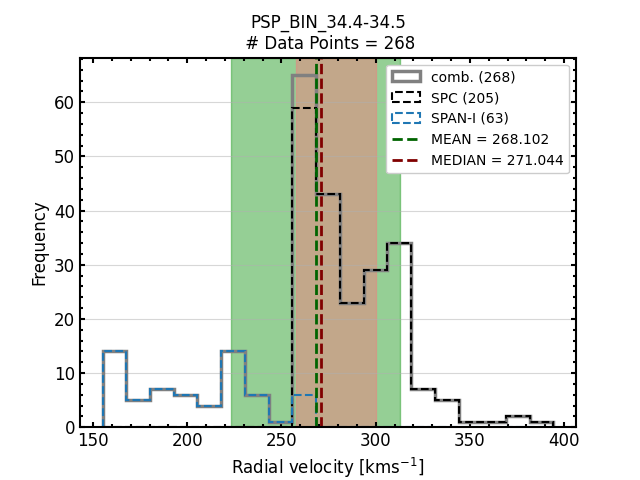 PSP_BIN_34.4-34.5
# Data Points = 268
comb. (268)
SPC (205)
SPAN-I (63)
MEAN = 268.102
MEDIAN = 271.044
Frequency
60
50
40
30
20
10
0
150 200 250 300 350 400
Radial velocity [kms⁻¹]